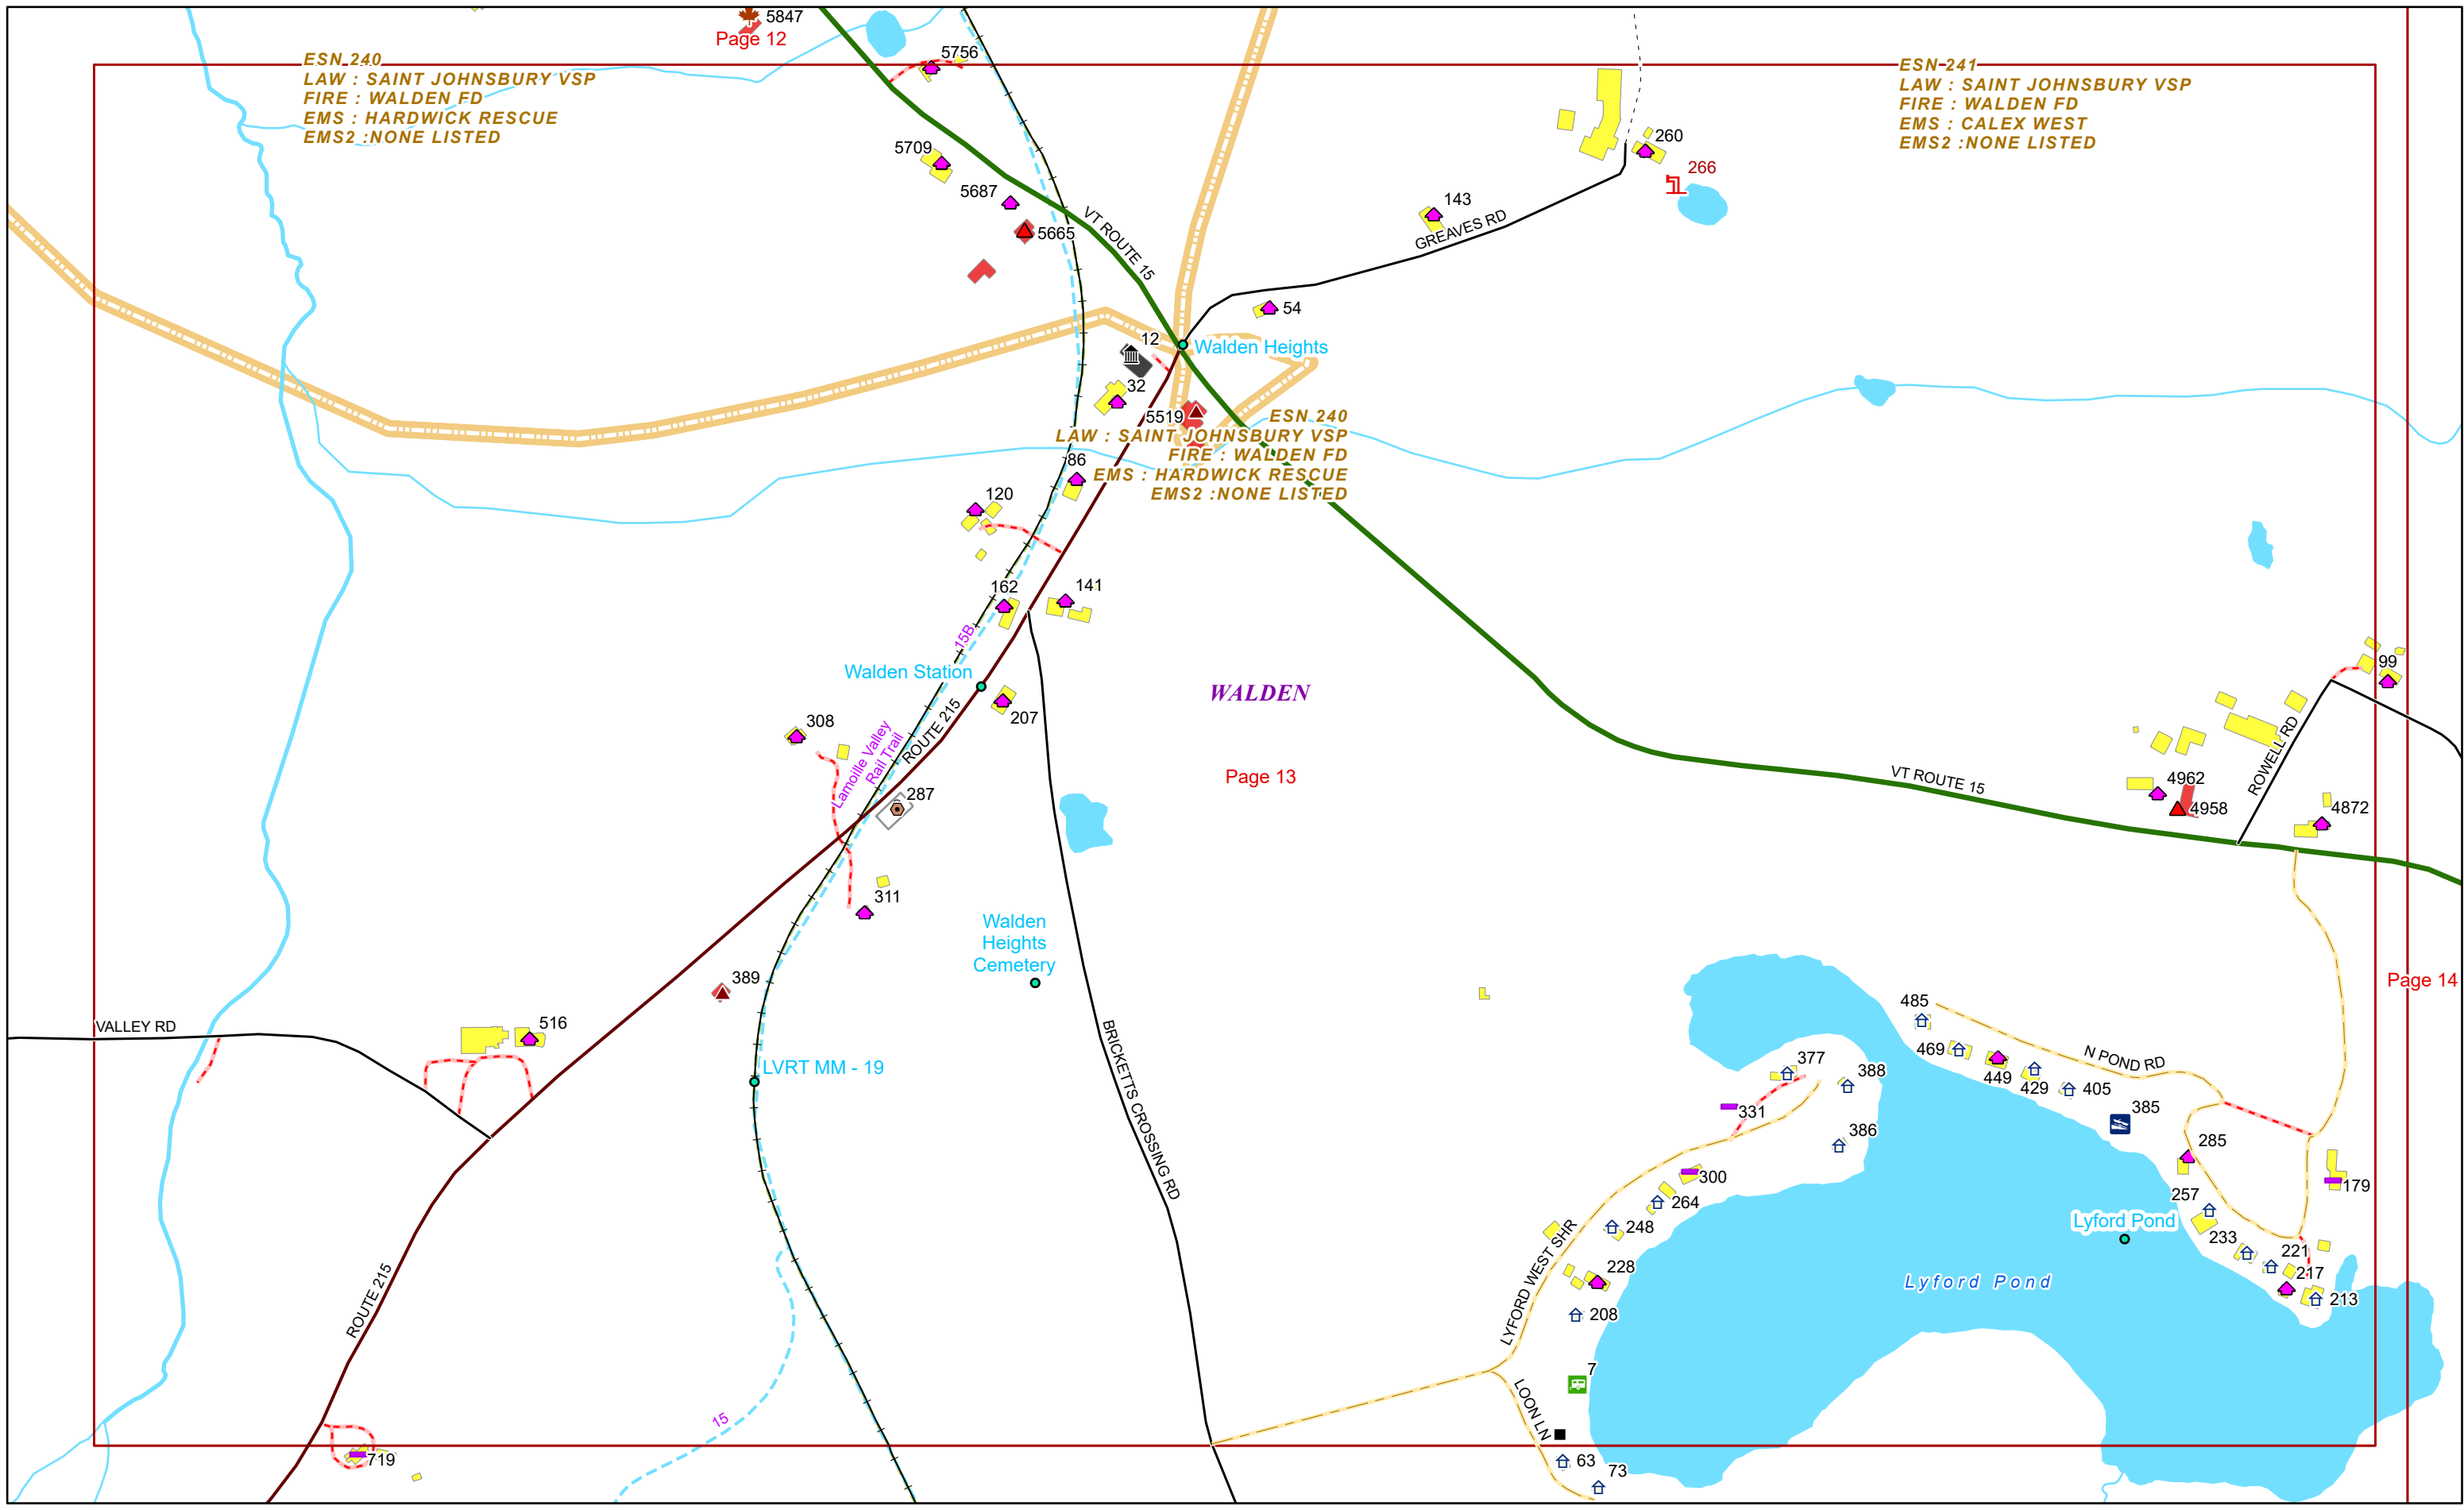 5847
Page 12
ESN 240
LAW : SAINT JOHNSBURY VSP
FIRE : WALDEN FD
EMS : HARDWICK RESCUE
EMS2 :NONE LISTED
5756
ESN 241
LAW : SAINT JOHNSBURY VSP
FIRE : WALDEN FD
EMS : CALEX WEST
EMS2 :NONE LISTED
5709
260
266
5687
143
5665
VT ROUTE 15
GREAVES RD
54
12
Walden Heights
32
5519
ESN 240
LAW : SAINT JOHNSBURY VSP
FIRE : WALDEN FD
EMS : HARDWICK RESCUE
EMS2 :NONE LISTED
86
120
162
141
15B
Walden Station
207
WALDEN
99
308
Lamoille Valley
Rail Trail
ROUTE 215
287
Page 13
VT ROUTE 15
ROWELL RD
4962
4958
4872
311
Walden
Heights
Cemetery
389
Page 14
VALLEY RD
516
LVRT MM - 19
BRICKETTS CROSSING RD
485
469
449
429
405
N POND RD
385
377
388
331
386
285
300
264
248
257
179
Lyford Pond
233
221
217
213
Lyford Pond
228
208
LYFORD WEST SHR
ROUTE 215
7
LOON LN
15
719
63
73